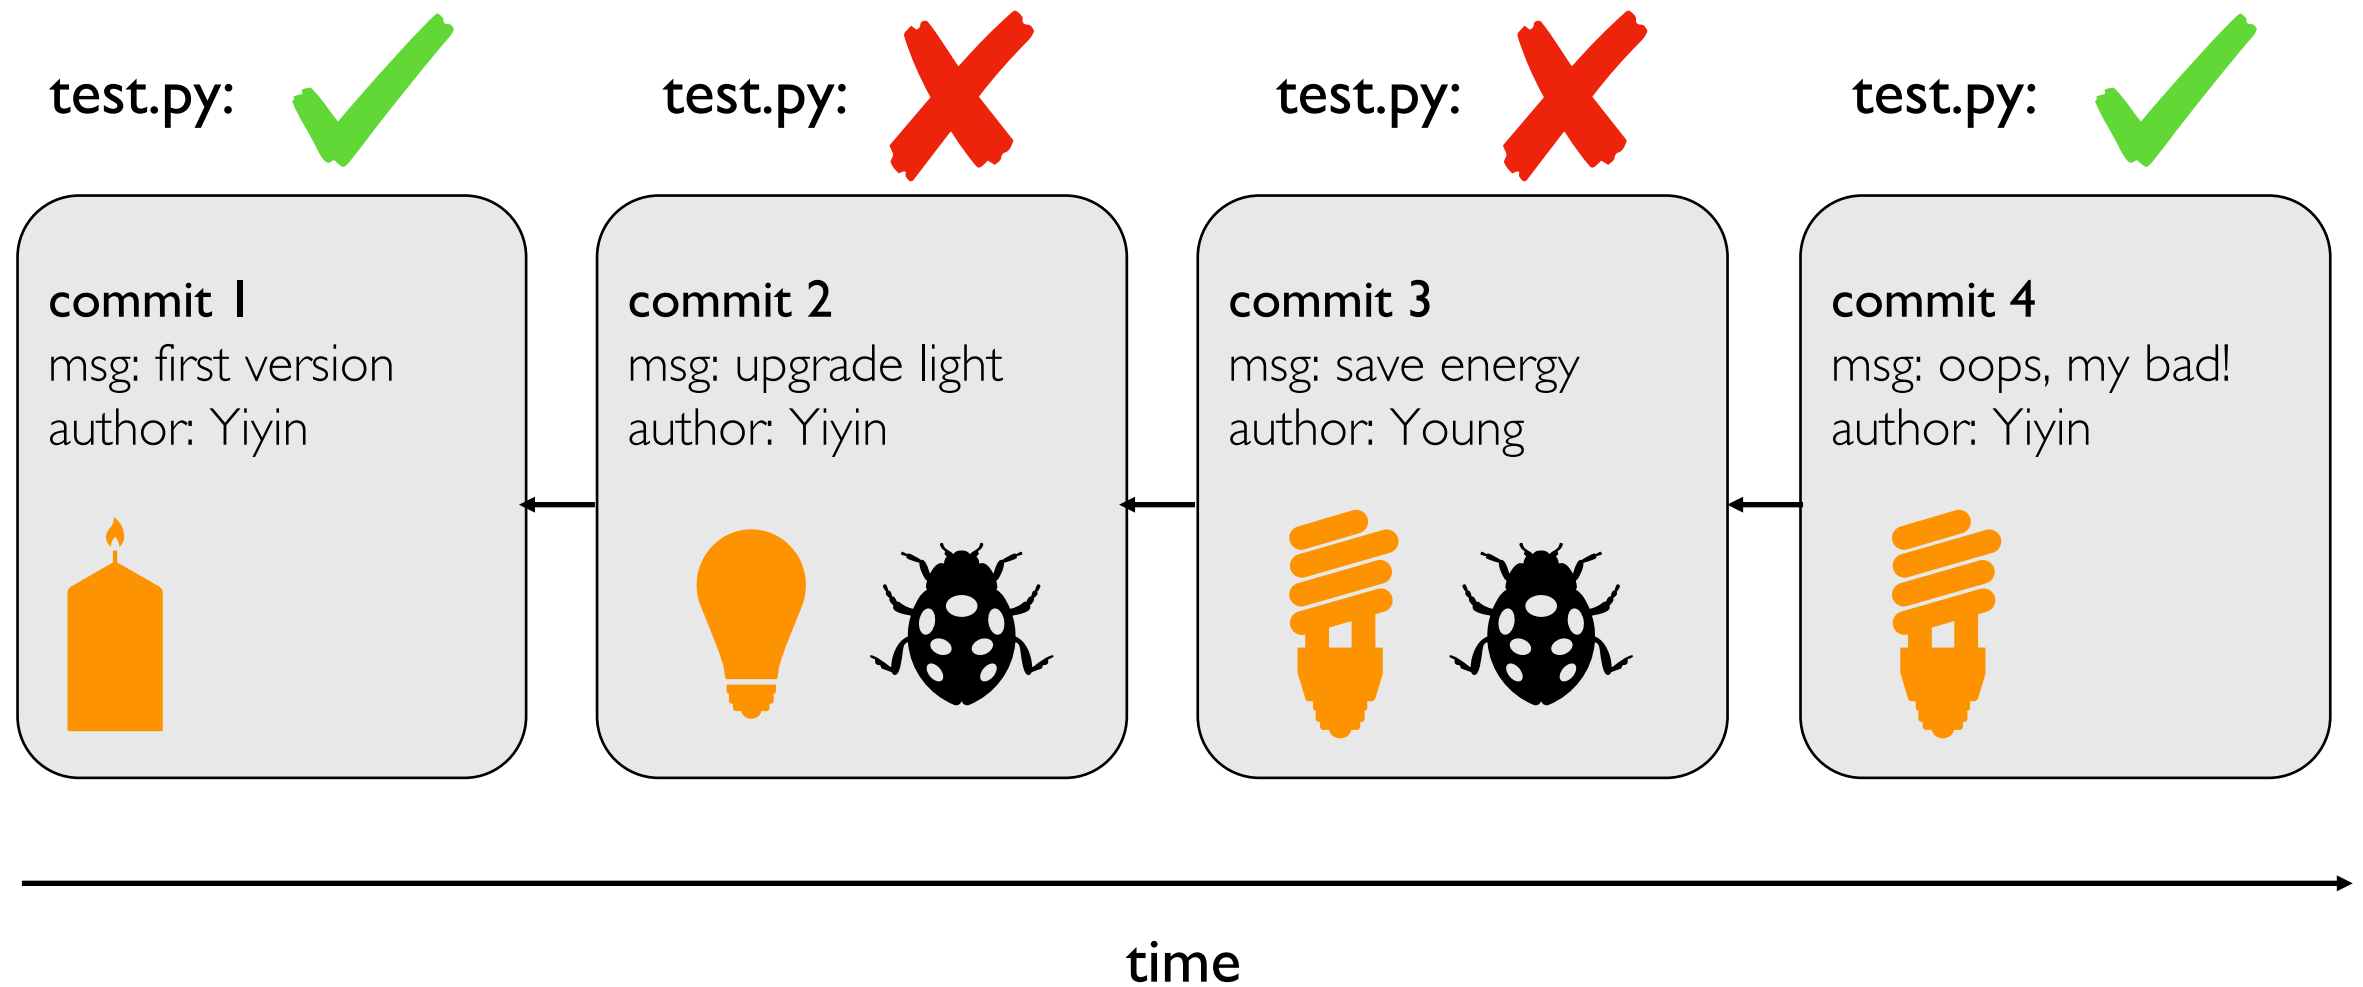 test.py:
test.py:
test.py:
test.py:
commit 1
msg: first version
author: Yiyin
commit 2
msg: upgrade light
author: Yiyin
commit 3
msg: save energy
author: Young
commit 4
msg: oops, my bad!
author: Yiyin
time